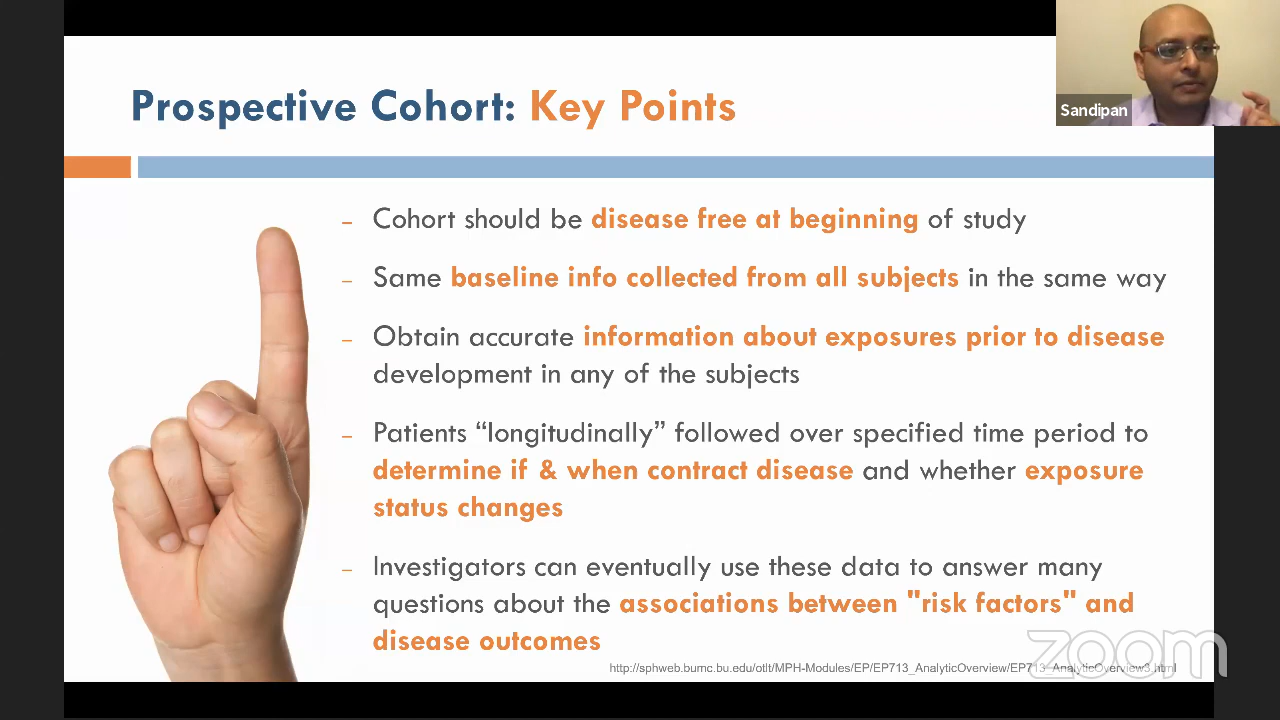 Prospective Cohort: Key Points
Sandipan
– Cohort should be disease free at beginning of study
– Same baseline info collected from all subjects in the same way
– Obtain accurate information about exposures prior to disease
development in any of the subjects
– Patients “longitudinally” followed over specified time period to
determine if & when contract disease and whether exposure
status changes
– Investigators can eventually use these data to answer many
questions about the associations between "risk factors" and
disease outcomes
http://sphweb.bumc.bu.edu/otlt/MPH-Modules/EP/EP713_AnalyticOverview/EP713_AnalyticOverview3.html
zoom